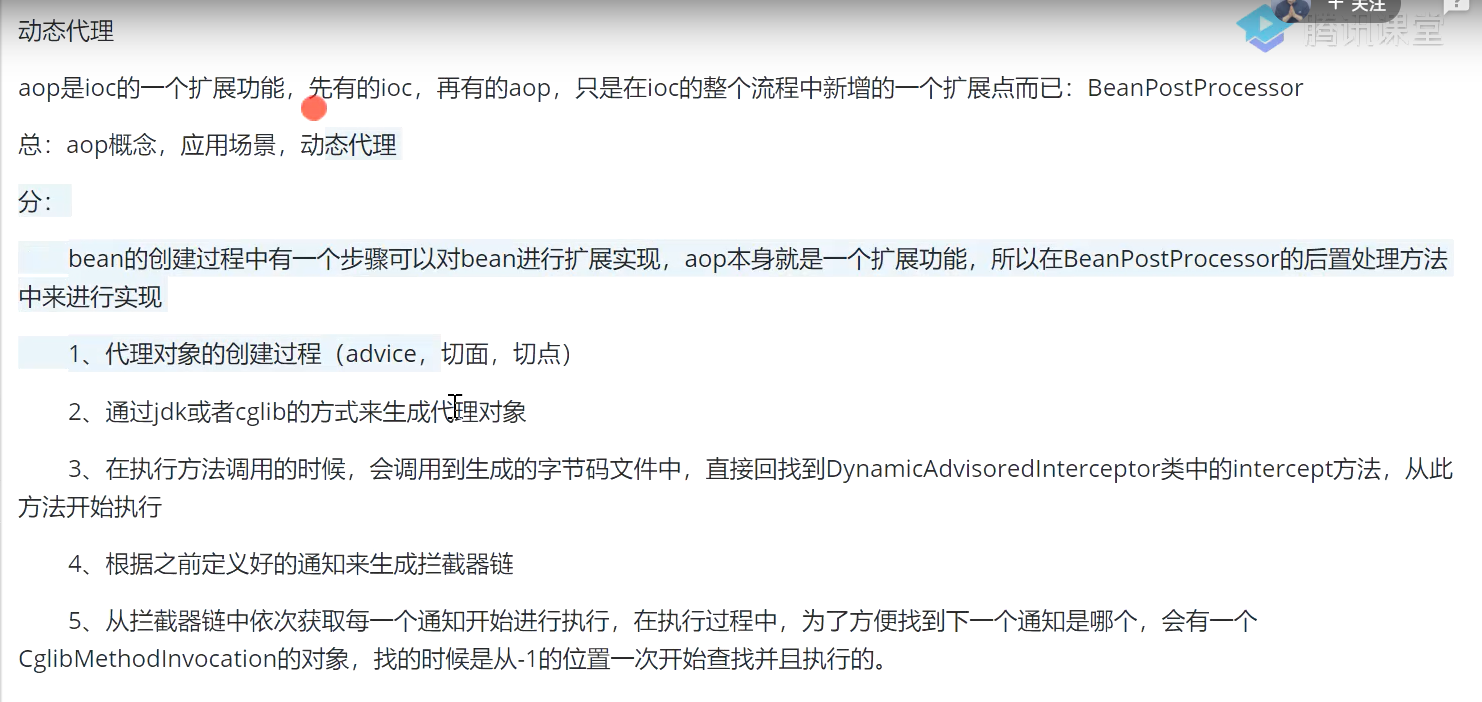 + 关注
腾讯课堂
动态代理
aop是ioc的一个扩展功能，先有的ioc，再有的aop，只是在ioc的整个流程中新增的一个扩展点而已：BeanPostProcessor
总：aop概念，应用场景，动态代理
分：
bean的创建过程中有一个步骤可以对bean进行扩展实现，aop本身就是一个扩展功能，所以在BeanPostProcessor的后置处理方法
中来进行实现
1、代理对象的创建过程（advice，切面，切点）
2、通过jdk或者cglib的方式来生成代理对象
3、在执行方法调用的时候，会调用到生成的字节码文件中，直接回找到DynamicAdvisoredInterceptor类中的intercept方法，从此
方法开始执行
4、根据之前定义好的通知来生成拦截器链
5、从拦截器链中依次获取每一个通知开始进行执行，在执行过程中，为了方便找到下一个通知是哪个，会有一个
CglibMethodInvocation的对象，找的时候是从-1的位置一次开始查找并且执行的。